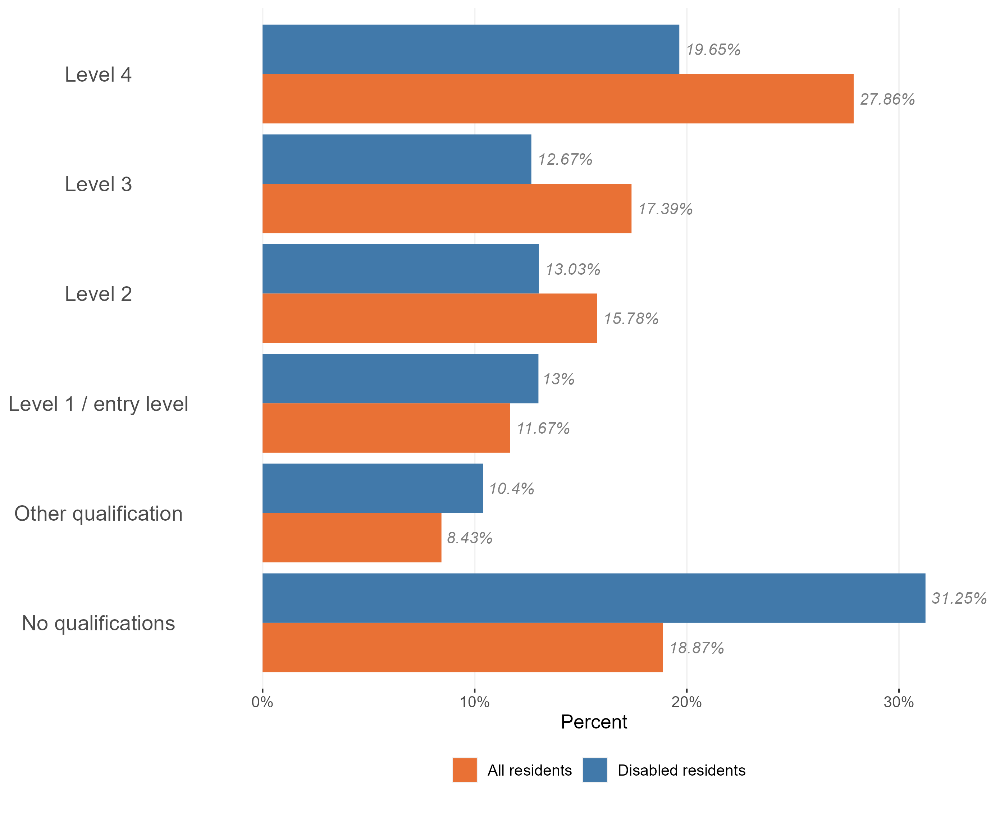 Level 4
19.65%
27.86%
Level 3
12.67%
17.39%
Level 2
13.03%
15.78%
Level 1 / entry level
13%
11.67%
Other qualification
10.4%
8.43%
No qualifications
31.25%
18.87%
0% 10% 20% 30%
Percent
All residents Disabled residents